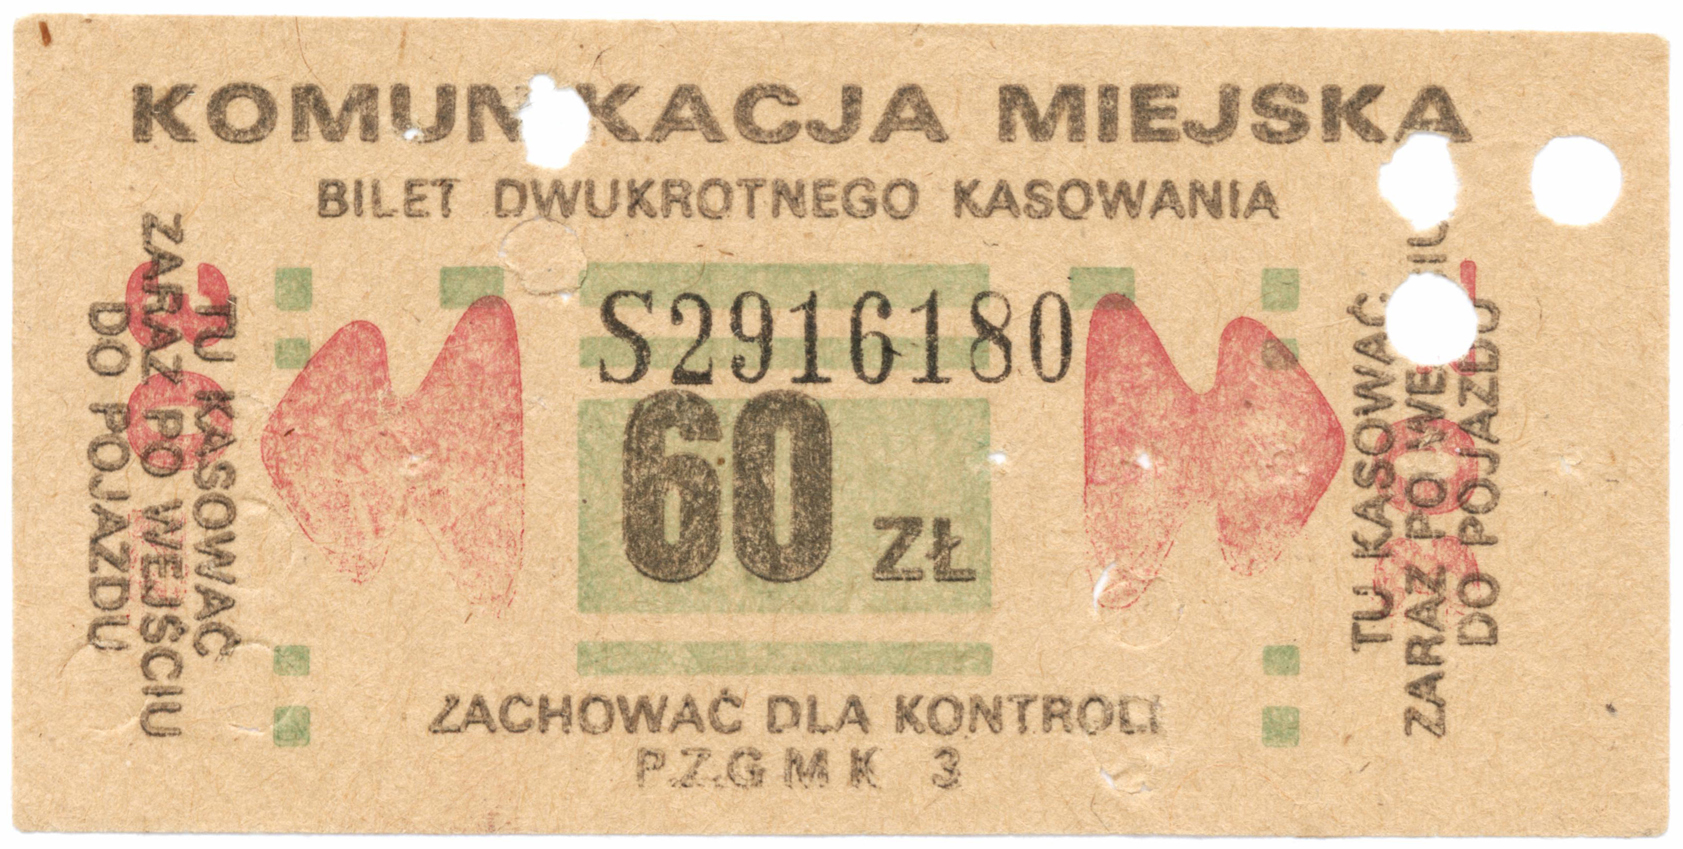 KOMUNIKACJA MIEJSKA
BILET DWUKROTNEGO KASOWANIA
TU KASOWAĆ
ZARAZ PO WEJŚCIU
DO POJAZDU
S2916180
60 ZŁ
TU KASOWAĆ
ZARAZ PO
DO POJAZDU
ZACHOWAĆ DLA KONTROLI
P.Z.G M K 3